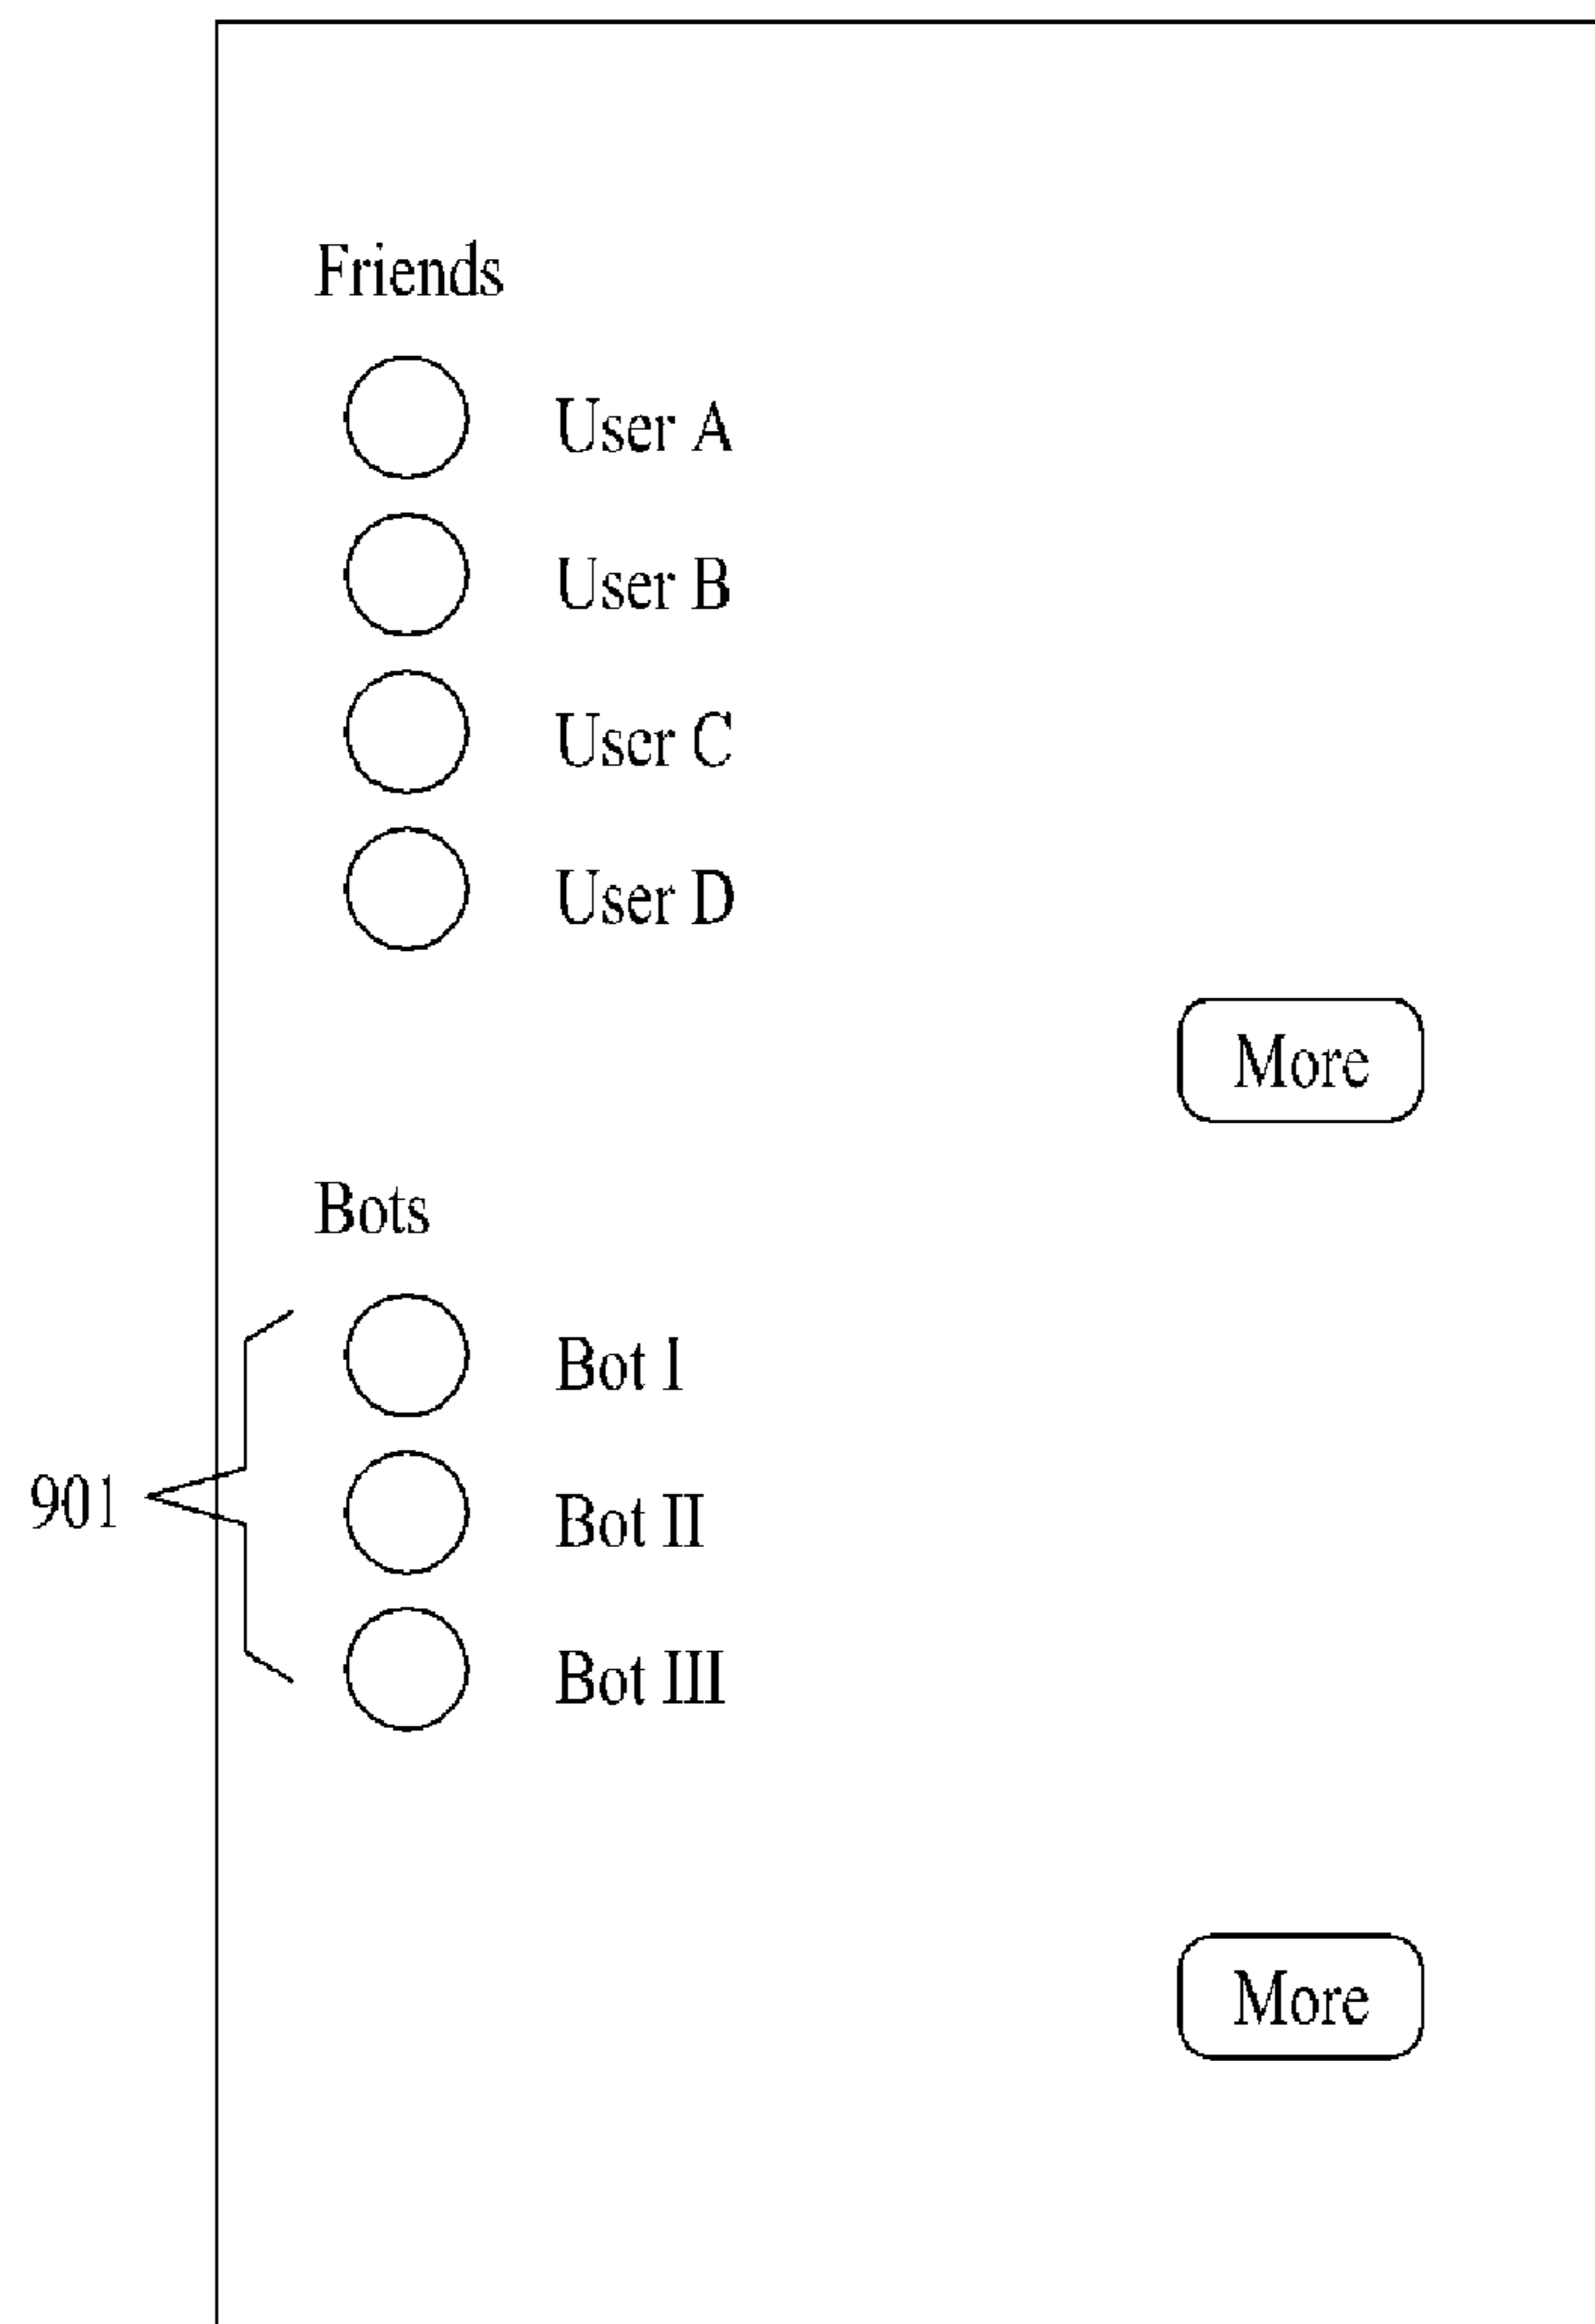 Friends
User A
User B
User C
User D
More
Bots
Bot I
901
Bot II
Bot III
More